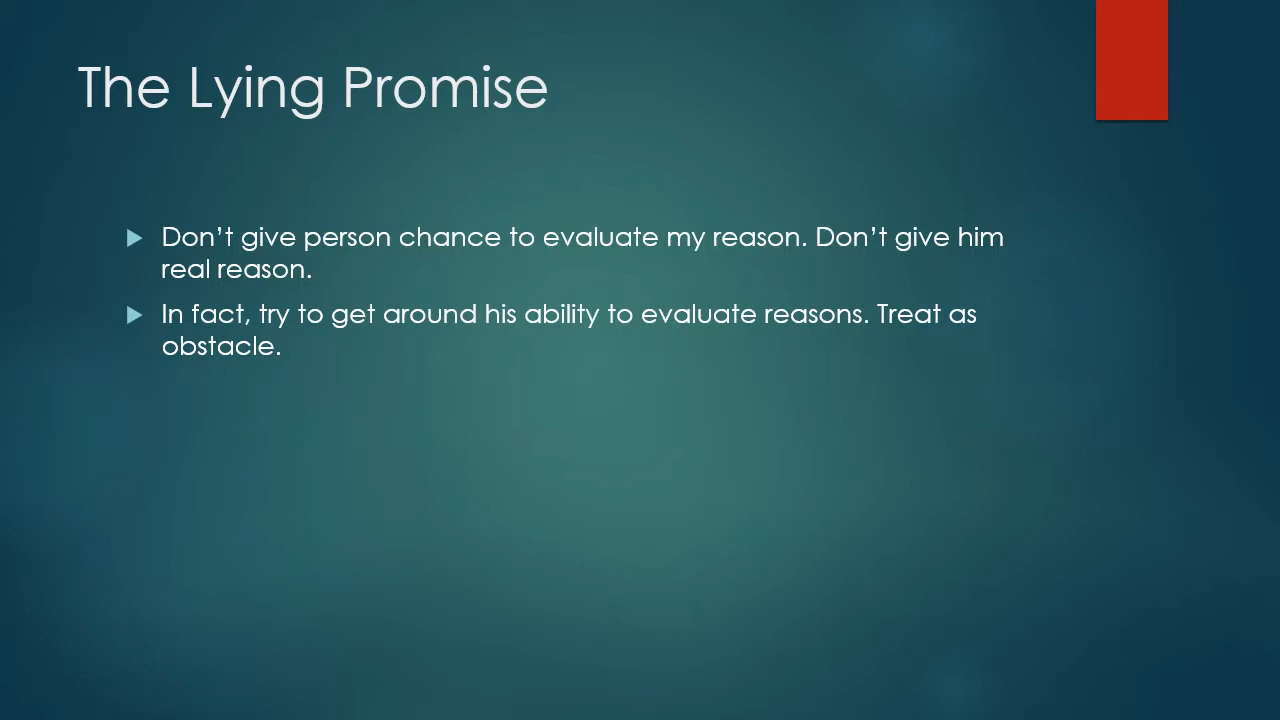 The Lying Promise
Don’t give person chance to evaluate my reason. Don’t give him
real reason.
In fact, try to get around his ability to evaluate reasons. Treat as
obstacle.